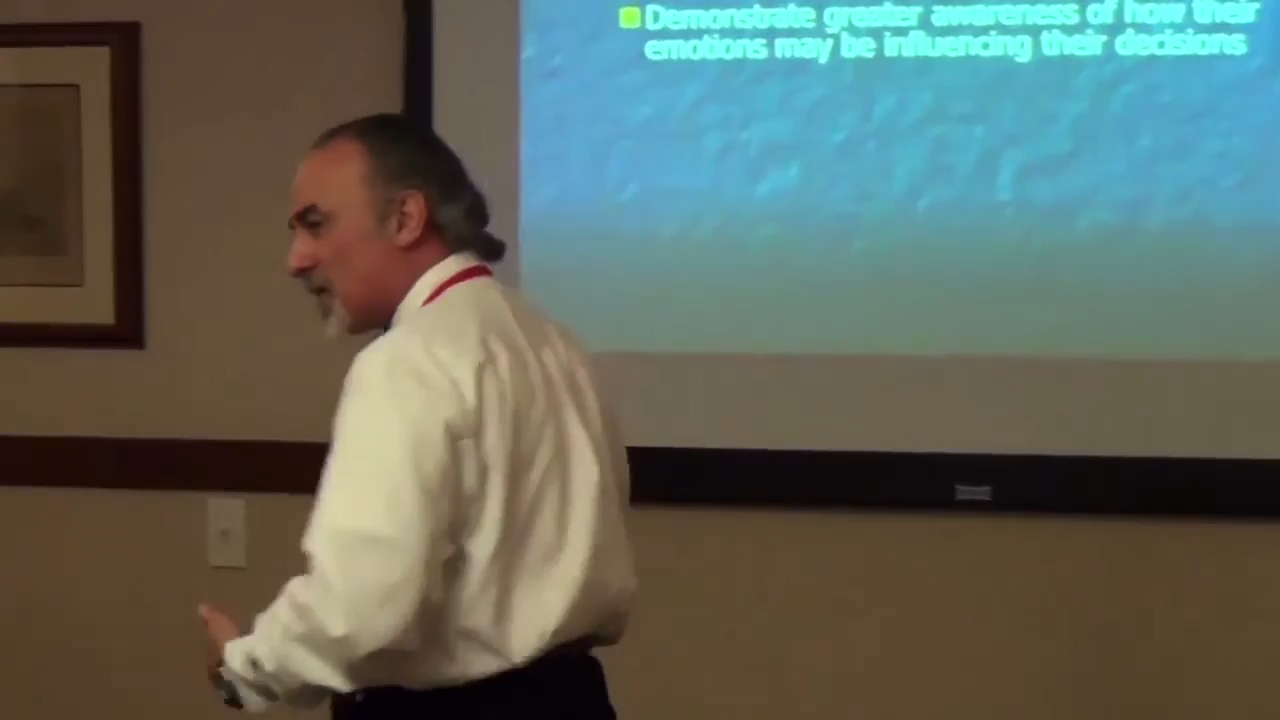 Demonstrate greater awareness of how their
emotions may be influencing their decisions